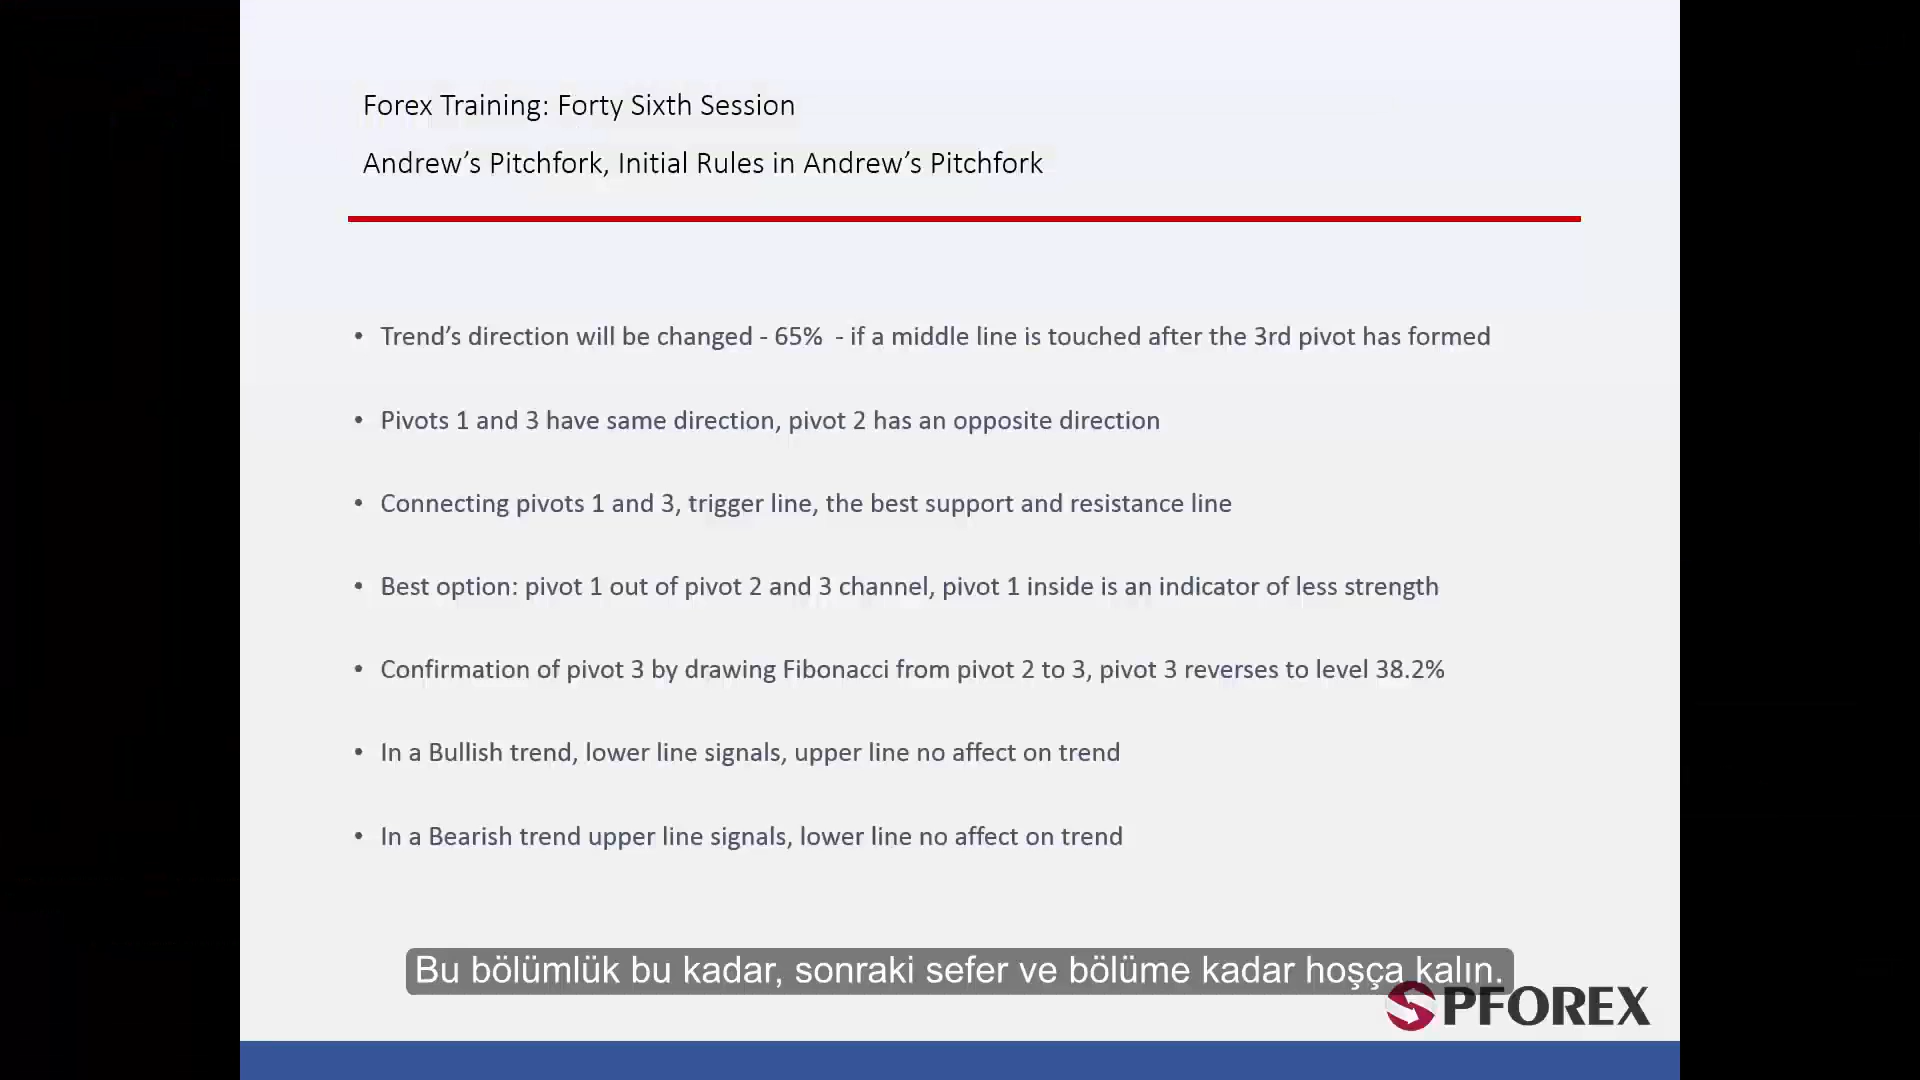 Forex Training: Forty Sixth Session
Andrew’s Pitchfork, Initial Rules in Andrew’s Pitchfork
• Trend’s direction will be changed - 65%  - if a middle line is touched after the 3rd pivot has formed
• Pivots 1 and 3 have same direction, pivot 2 has an opposite direction
• Connecting pivots 1 and 3, trigger line, the best support and resistance line
• Best option: pivot 1 out of pivot 2 and 3 channel, pivot 1 inside is an indicator of less strength
• Confirmation of pivot 3 by drawing Fibonacci from pivot 2 to 3, pivot 3 reverses to level 38.2%
• In a Bullish trend, lower line signals, upper line no affect on trend
• In a Bearish trend upper line signals, lower line no affect on trend
Bu bölümlük bu kadar, sonraki sefer ve bölüme kadar hoşça kalın.
PFOREX